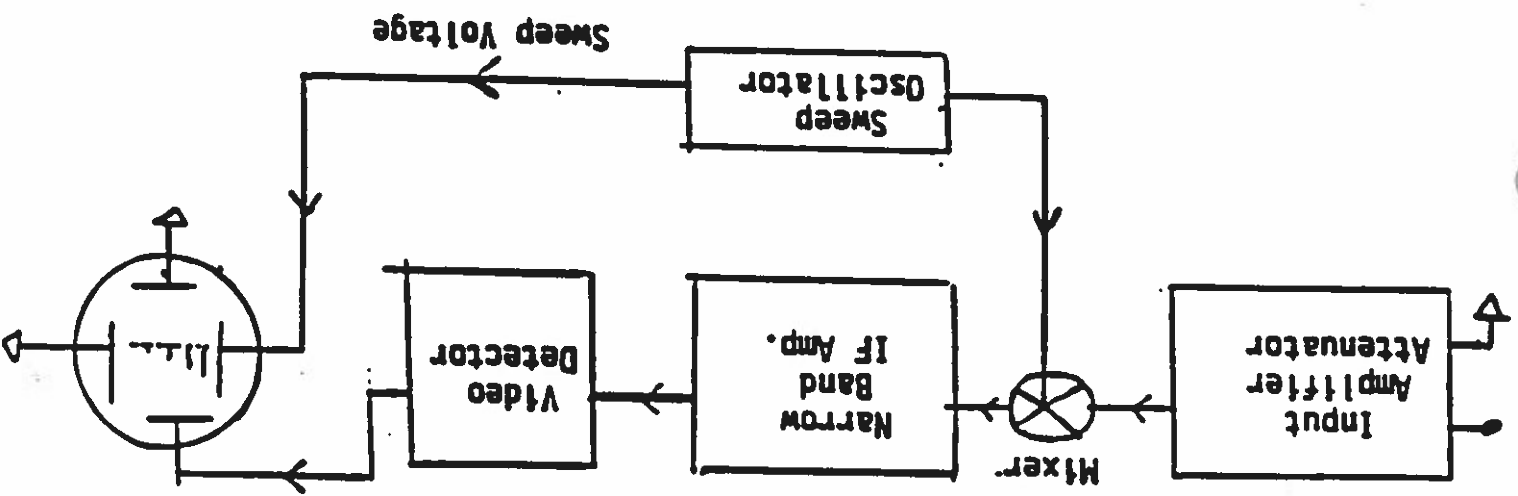 Input
Amplifier
Attenuator
Mixer
Narrow
Band
IF Amp.
Video
Detector
Sweep
Oscillator
Sweep Voltage